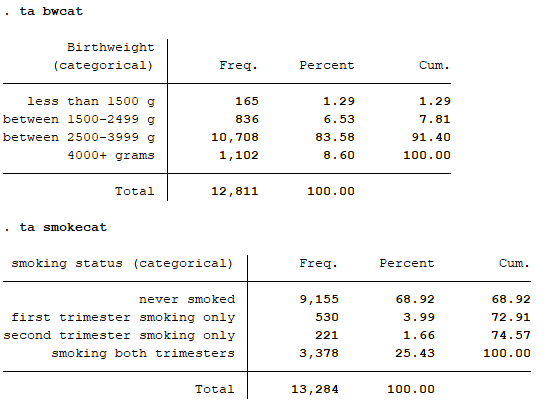 . ta bwcat
Birthweight
(categorical) Freq. Percent Cum.
less than 1500 g 165 1.29 1.29
between 1500-2499 g 836 6.53 7.81
between 2500-3999 g 10,708 83.58 91.40
4000+ grams 1,102 8.60 100.00
Total 12,811 100.00
. ta smokecat
smoking status (categorical) Freq. Percent Cum.
never smoked 9,155 68.92 68.92
first trimester smoking only 530 3.99 72.91
second trimester smoking only 221 1.66 74.57
smoking both trimesters 3,378 25.43 100.00
Total 13,284 100.00